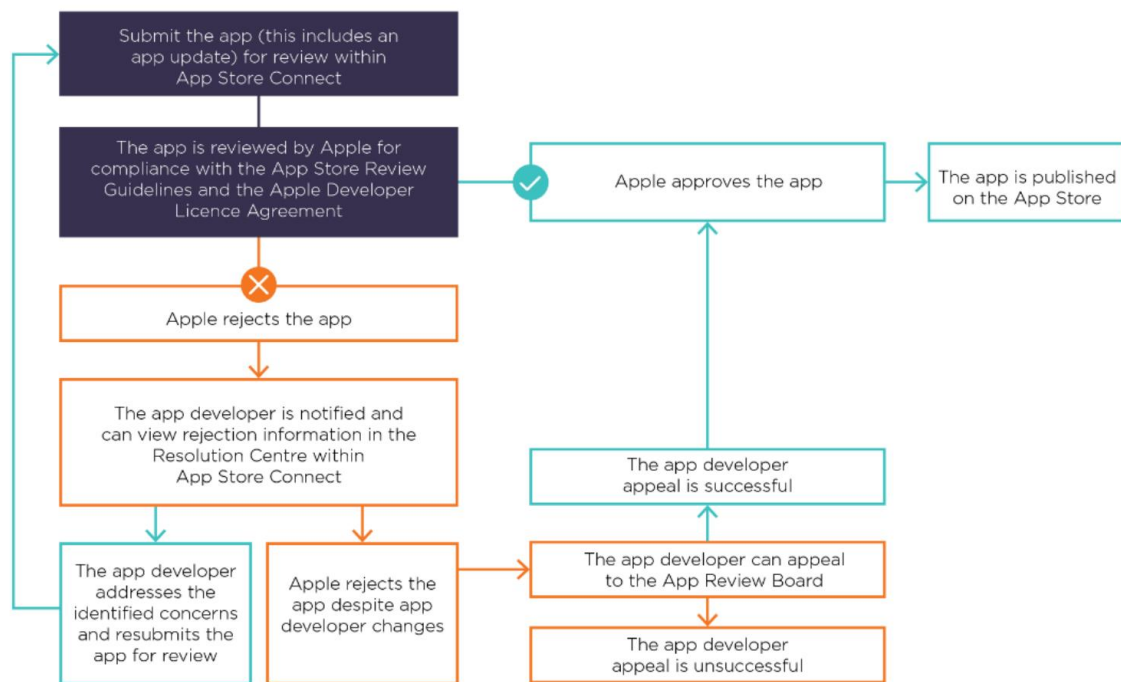 Submit the app (this includes an
app update) for review within
App Store Connect
The app is reviewed by Apple for
compliance with the App Store Review
Guidelines and the Apple Developer
Licence Agreement
Apple approves the app
The app is published
on the App Store
Apple rejects the app
The app developer is notified and
can view rejection information in the
Resolution Centre within
App Store Connect
The app developer
appeal is successful
The app developer
addresses the
identified concerns
and resubmits the
app for review
Apple rejects the
app despite app
developer changes
The app developer can appeal
to the App Review Board
The app developer
appeal is unsuccessful